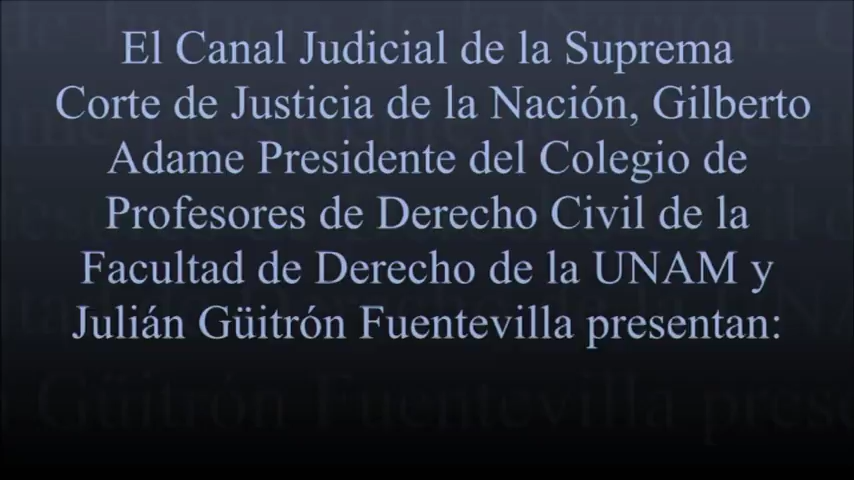 El Canal Judicial de la Suprema
Corte de Justicia de la Nación, Gilberto
Adame Presidente del Colegio de
Profesores de Derecho Civil de la
Facultad de Derecho de la UNAM y
Julián Güitrón Fuentevilla presentan: